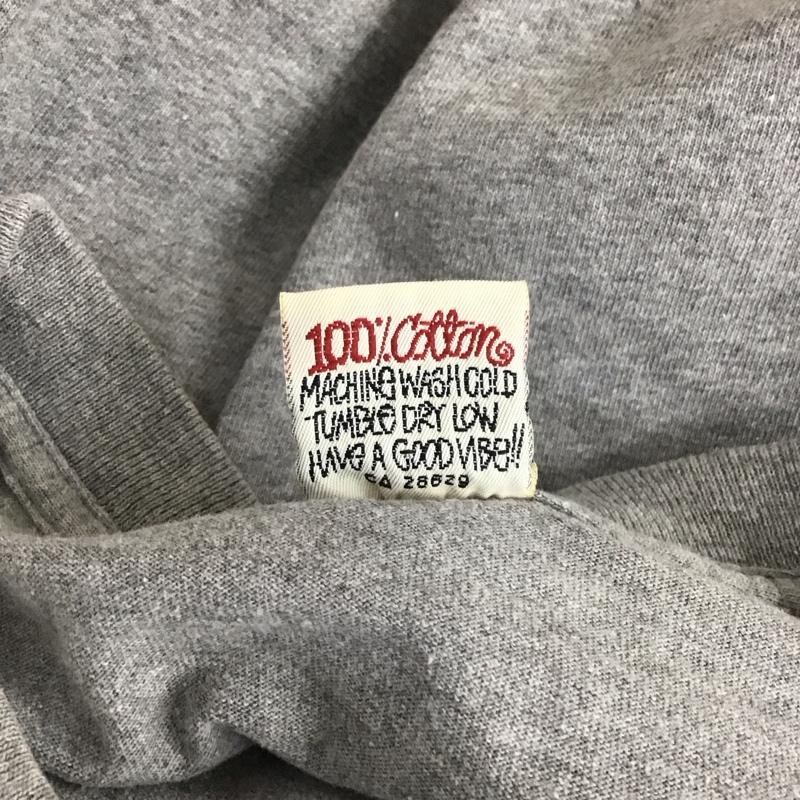 100% Cotton
MACHINE WASH COLD
TUMBLE DRY LOW
HAVE A GOOD VIBE!!
CA 28629